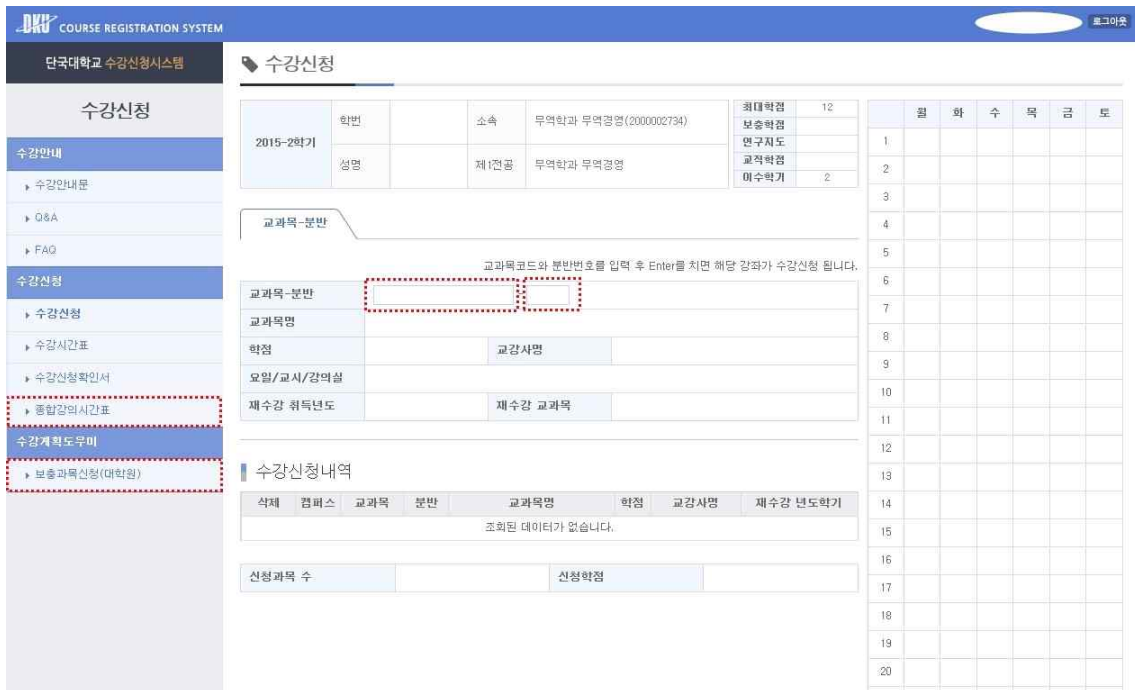 DKU COURSE REGISTRATION SYSTEM
로그아웃
단국대학교 수강신청시스템
수강신청
수강안내
수강안내문
Q&A
FAQ
수강신청
수강신청
수강시간표
수강신청확인서
종합강의시간표
수강계획도우미
보충과목신청(대학원)
수강신청
2015-2학기
학번
소속
무역학과 무역경영(2000002734)
성명
제1전공
무역학과 무역경영
최대학점 12
보충학점
연구지도
교직학점
이수학기 2
교과목-분반
교과목코드와 분반번호를 입력 후 Enter를 치면 해당 강좌가 수강신청 됩니다.
교과목-분반 -
교과목명
학점 교강사명
요일/교시/강의실
재수강 취득년도 재수강 교과목
수강신청내역
삭제 캠퍼스 교과목 분반 교과목명 학점 교강사명 재수강 년도학기
조회된 데이터가 없습니다.
신청과목 수 신청학점
월 화 수 목 금 토
1
2
3
4
5
6
7
8
9
10
11
12
13
14
15
16
17
18
19
20